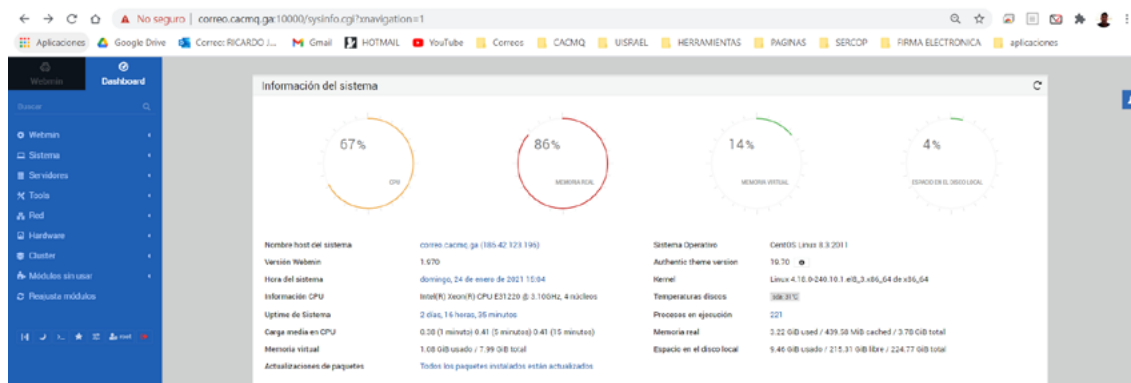 No seguro | correo.cacmq.ga:10000/sysinfo.cgi?xnavigation=1
Aplicaciones Google Drive Correo: RICARDO J... Gmail HOTMAIL YouTube Correos CACMQ UISRAEL HERRAMIENTAS PAGINAS SERCOP FIRMA ELECTRONICA aplicaciones
Webmin Dashboard
Buscar
Webmin
Sistema
Servidores
Tools
Red
Hardware
Cluster
Módulos sin usar
Reajusta módulos
root
Información del sistema
67% 86% 14% 4%
CPU MEMORIA REAL MEMORIA VIRTUAL ESPACIO EN EL DISCO LOCAL
Nombre host del sistema correo.cacmq.ga (186.42.123.196) Sistema Operativo CentOS Linux 8.3.2011
Versión Webmin 1.970 Authentic theme version 19.70
Hora del sistema domingo, 24 de enero de 2021 15:04 Kernel Linux 4.18.0-240.10.1.el8_3.x86_64 de x86_64
Información CPU Intel(R) Xeon(R) CPU E31220 @ 3.10GHz, 4 núcleos Temperaturas discos
Uptime de Sistema 2 días, 16 horas, 35 minutos Procesos en ejecución 221
Carga media en CPU 0.38 (1 minuto) 0.41 (5 minutos) 0.41 (15 minutos) Memoria real 3.22 GiB used / 439.58 MiB cached / 3.78 GiB total
Memoria virtual 1.08 GiB usado / 7.99 GiB total Espacio en el disco local 9.46 GiB usado / 215.31 GiB libre / 224.77 GiB total
Actualizaciones de paquetes Todos los paquetes instalados están actualizados